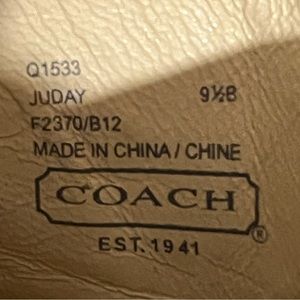 Q1533
JUDAY 9½B
F2370/B12
MADE IN CHINA / CHINE
COACH
®
EST. 1941